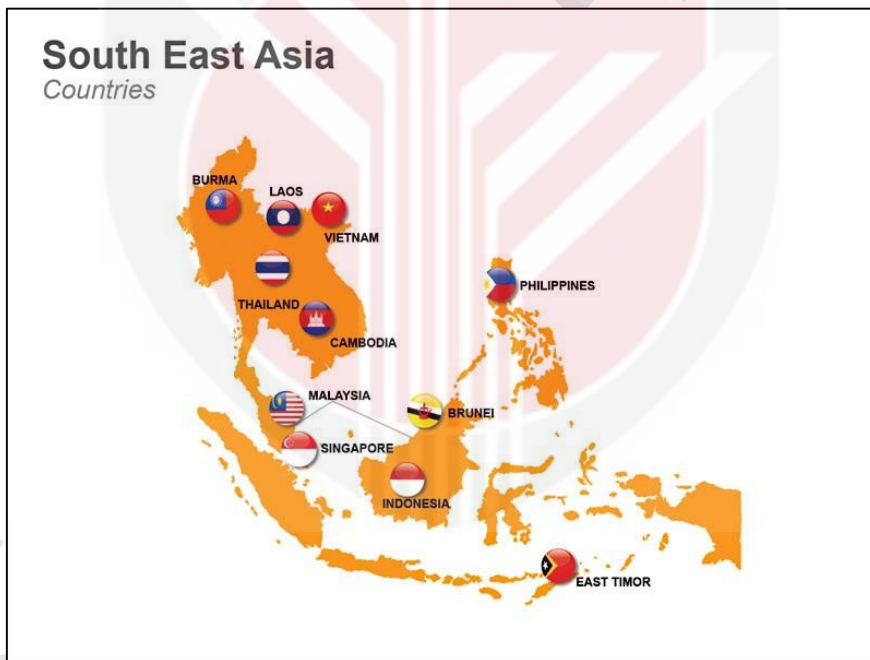 South East Asia
Countries
BURMA
LAOS
VIETNAM
THAILAND
CAMBODIA
PHILIPPINES
MALAYSIA
BRUNEI
SINGAPORE
INDONESIA
EAST TIMOR